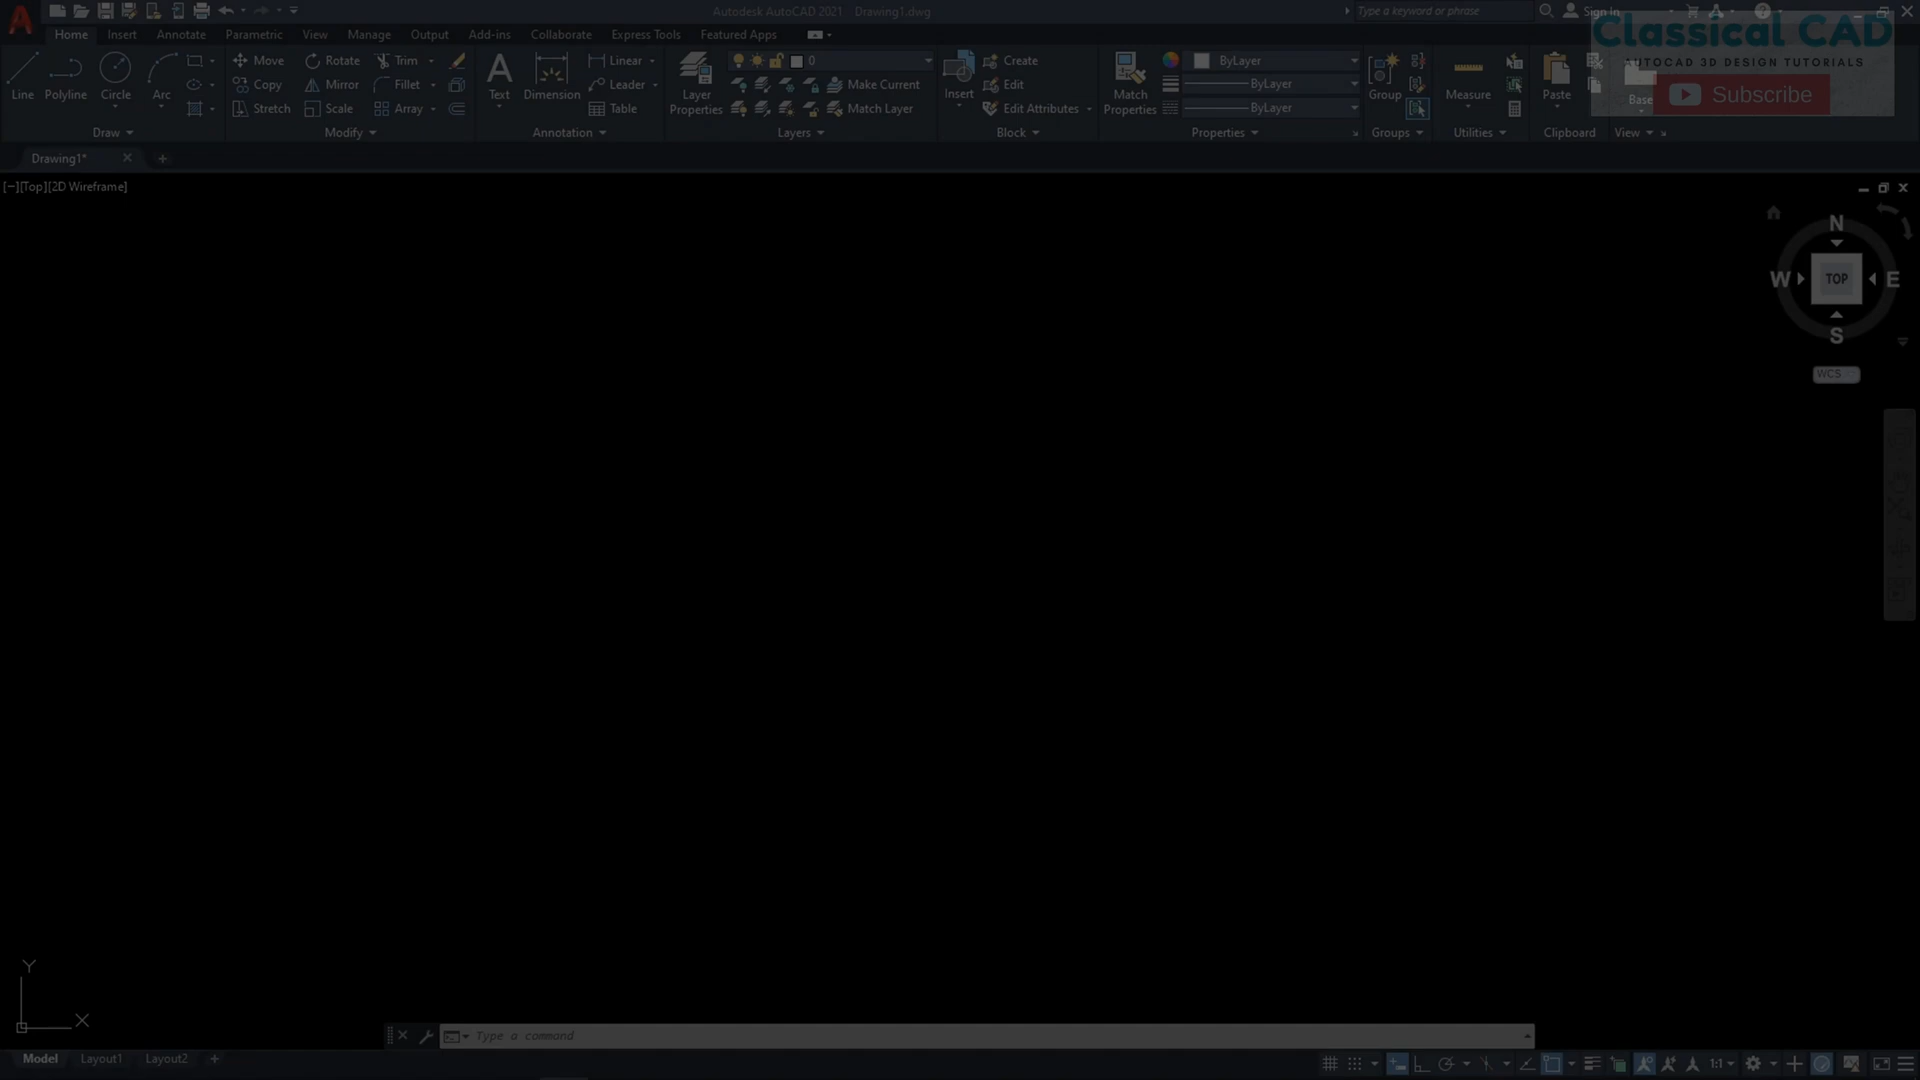 Autodesk AutoCAD 2021 Drawing1.dwg
Type a keyword or phrase
Sign In
Classical CAD
AUTOCAD 3D DESIGN TUTORIALS
Subscribe
Home Insert Annotate Parametric View Manage Output Add-ins Collaborate Express Tools Featured Apps
Line
Polyline
Circle
Arc
Draw
Move
Rotate
Trim
Copy
Mirror
Fillet
Stretch
Scale
Array
Modify
Text
Dimension
Linear
Leader
Table
Annotation
Layer
Properties
0
Make Current
Match Layer
Layers
Insert
Create
Edit
Edit Attributes
Block
Match
Properties
ByLayer
ByLayer
ByLayer
Properties
Group
Groups
Measure
Utilities
Paste
Clipboard
Base
View
Drawing1*
[−][Top][2D Wireframe]
N
W
TOP
E
S
WCS
Y
X
Type a command
Model Layout1 Layout2
1:1